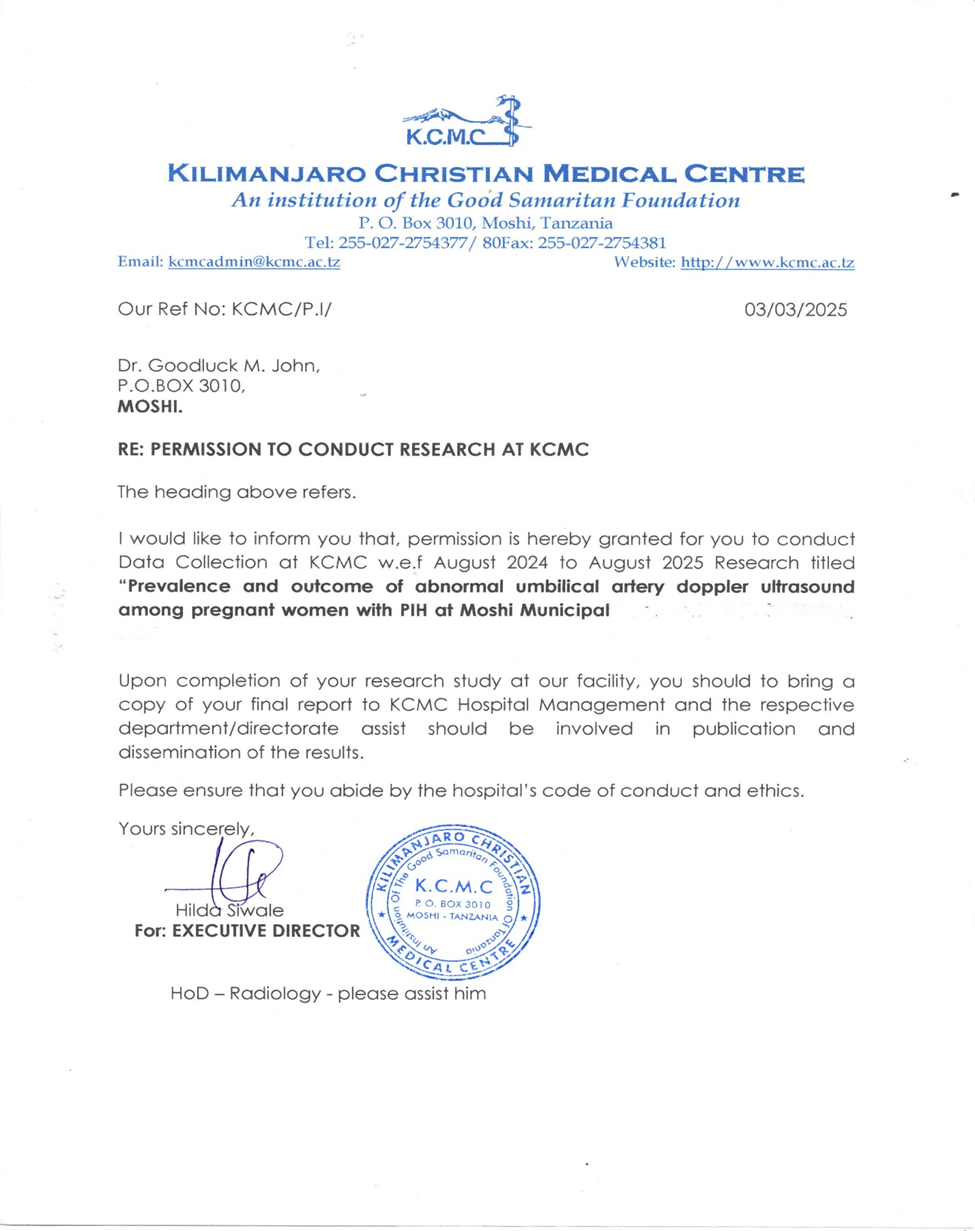 K.C.M.C
KILIMANJARO CHRISTIAN MEDICAL CENTRE
An institution of the Good Samaritan Foundation
P. O. Box 3010, Moshi, Tanzania
Tel: 255-027-2754377/ 80Fax: 255-027-2754381
Email: kcmcadmin@kcmc.ac.tz Website: http://www.kcmc.ac.tz
Our Ref No: KCMC/P.I/ 03/03/2025
Dr. Goodluck M. John,
P.O.BOX 3010,
MOSHI.
RE: PERMISSION TO CONDUCT RESEARCH AT KCMC
The heading above refers.
I would like to inform you that, permission is hereby granted for you to conduct
Data Collection at KCMC w.e.f August 2024 to August 2025 Research titled
“Prevalence and outcome of abnormal umbilical artery doppler ultrasound
among pregnant women with PIH at Moshi Municipal
Upon completion of your research study at our facility, you should to bring a
copy of your final report to KCMC Hospital Management and the respective
department/directorate assist should be involved in publication and
dissemination of the results.
Please ensure that you abide by the hospital's code of conduct and ethics.
Yours sincerely,
Hilda Siwale
For: EXECUTIVE DIRECTOR
KILIMANJARO CHRISTIAN
An Institution Of The Good Samaritan Foundation Of Tanzania
K.C.M.C
P. O. BOX 3010
MOSHI - TANZANIA
MEDICAL CENTRE
HoD – Radiology - please assist him